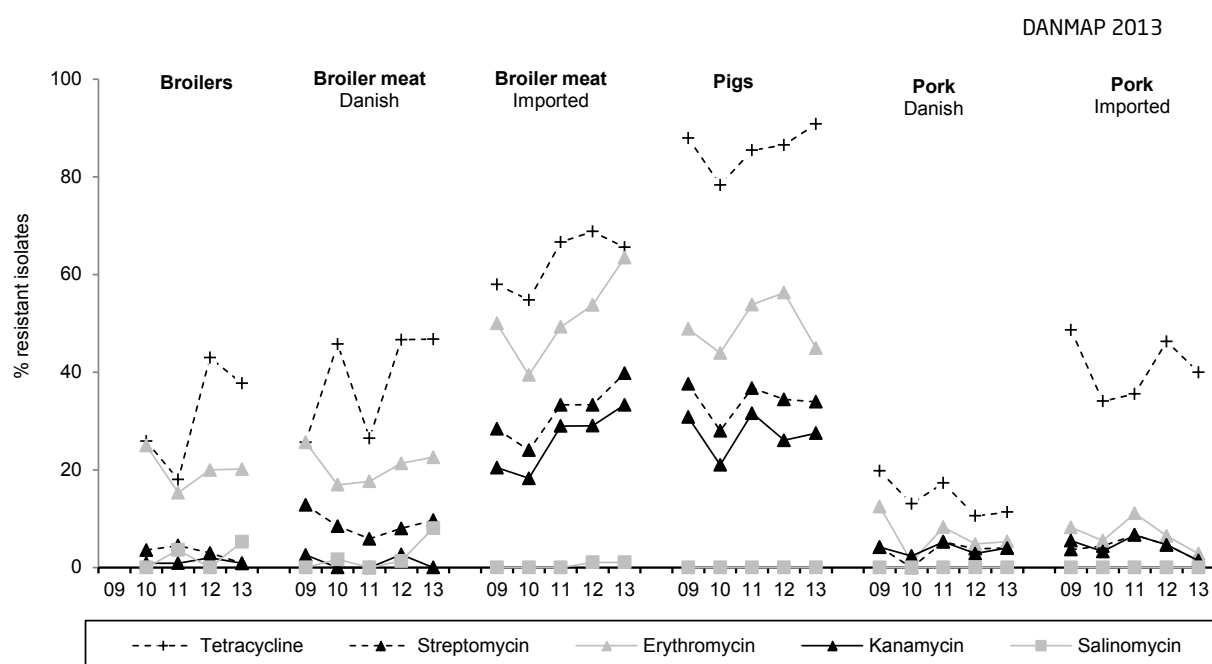 DANMAP 2013
100
80
60
40
20
0
% resistant isolates
Broilers
Broiler meat
Danish
Broiler meat
Imported
Pigs
Pork
Danish
Pork
Imported
09 10 11 12 13 09 10 11 12 13 09 10 11 12 13 09 10 11 12 13 09 10 11 12 13 09 10 11 12 13
Tetracycline Streptomycin Erythromycin Kanamycin Salinomycin